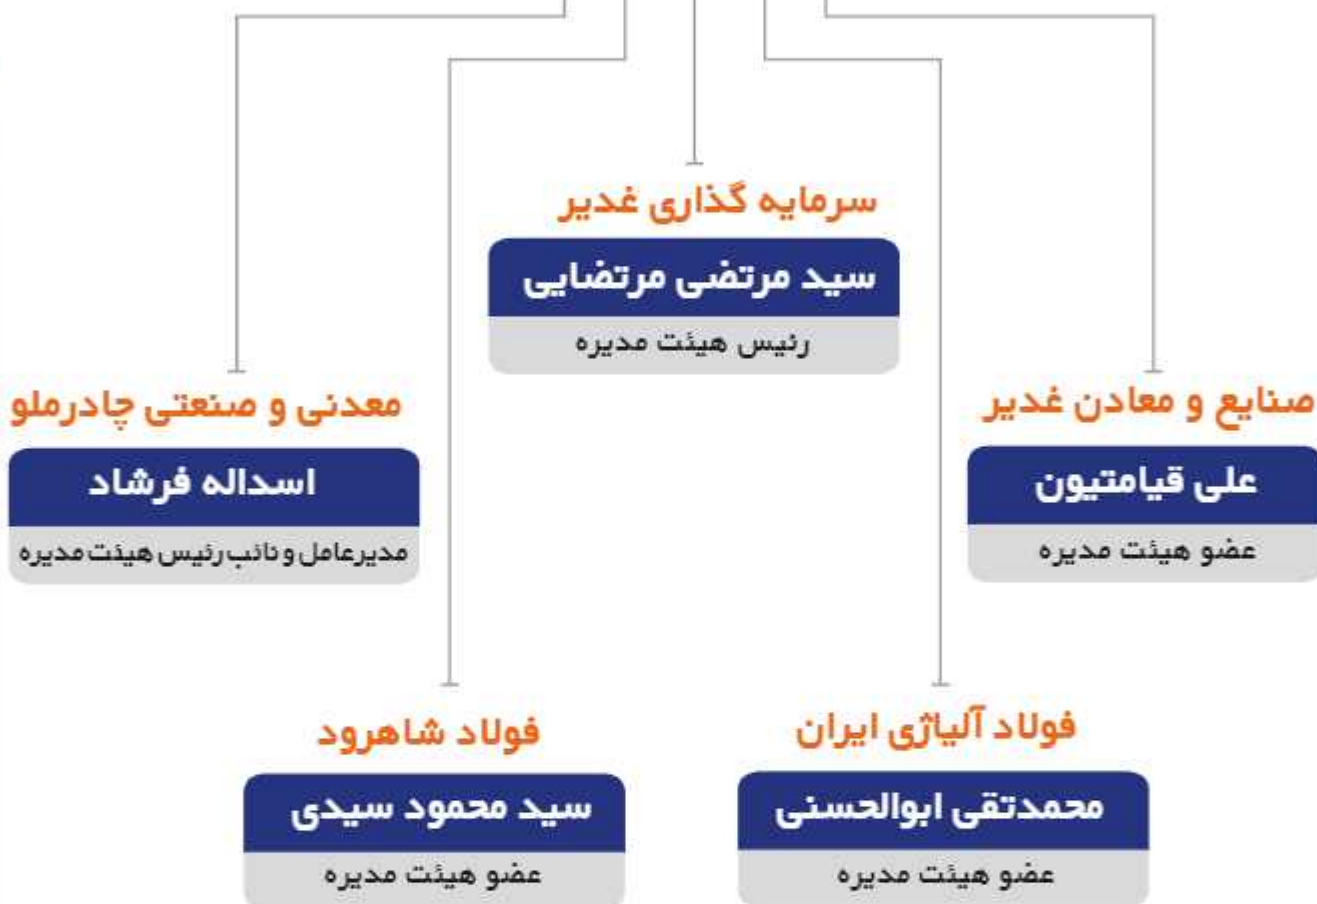 سرمایه گذاری غدیر
سید مرتضی مرتضایی
رئیس هیئت مدیره
صنایع و معادن غدیر
علی قیامتیون
عضو هیئت مدیره
معدنی و صنعتی چادرملو
اسداله فرشاد
مدیرعامل و نائب رئیس هیئت مدیره
فولاد آلیاژی ایران
محمدتقی ابوالحسنی
عضو هیئت مدیره
فولاد شاهرود
سید محمود سیدی
عضو هیئت مدیره